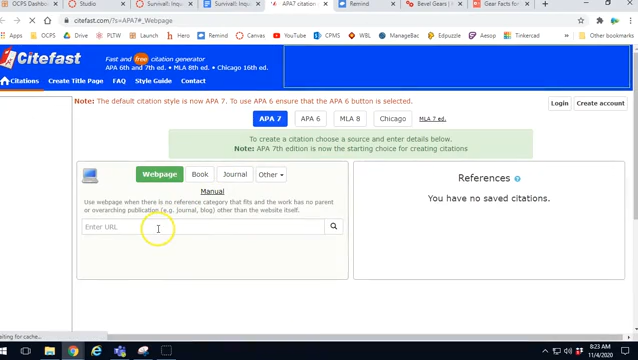 OCPS Dashboard
Studio
Sunivall: Inqu
Sunivall: Inqu
APA7 citation
Remind
Bevel Gears |
Gear Facts for
citefast.com/?s=APA7#_Webpage
Apps
OCPS
PLTW
Launch
Hero
Remind
Canvas
YouTube
CPM
WBL
ManageBac
Edpuzzle
Aeson
Tinkercad
Other bookmarks
Citefast
Fast and free citation generator
APA 6th and 7th ed. • MLA 8th ed. • Chicago 16th ed.
Citations
Create Title Page
FAQ
Style Guide
Contact
Note: The default citation style is now APA 7. To use APA 6 ensure that the APA 6 button is selected.
Login
Create account
APA 7
APA 6
MLA 8
Chicago
MLA 7 ed.
To create a citation choose a source and enter details below.
Note: APA 7th edition is now the starting choice for creating citations
Webpage
Book
Journal
Other
Manual
Use webpage when there is no reference category that fits and the work has no parent
or overarching publication (e.g. journal, blog) other than the website itself.
Enter URL
References
You have no saved citations.
aiting for cache..
8:23 AM
11/4/2020